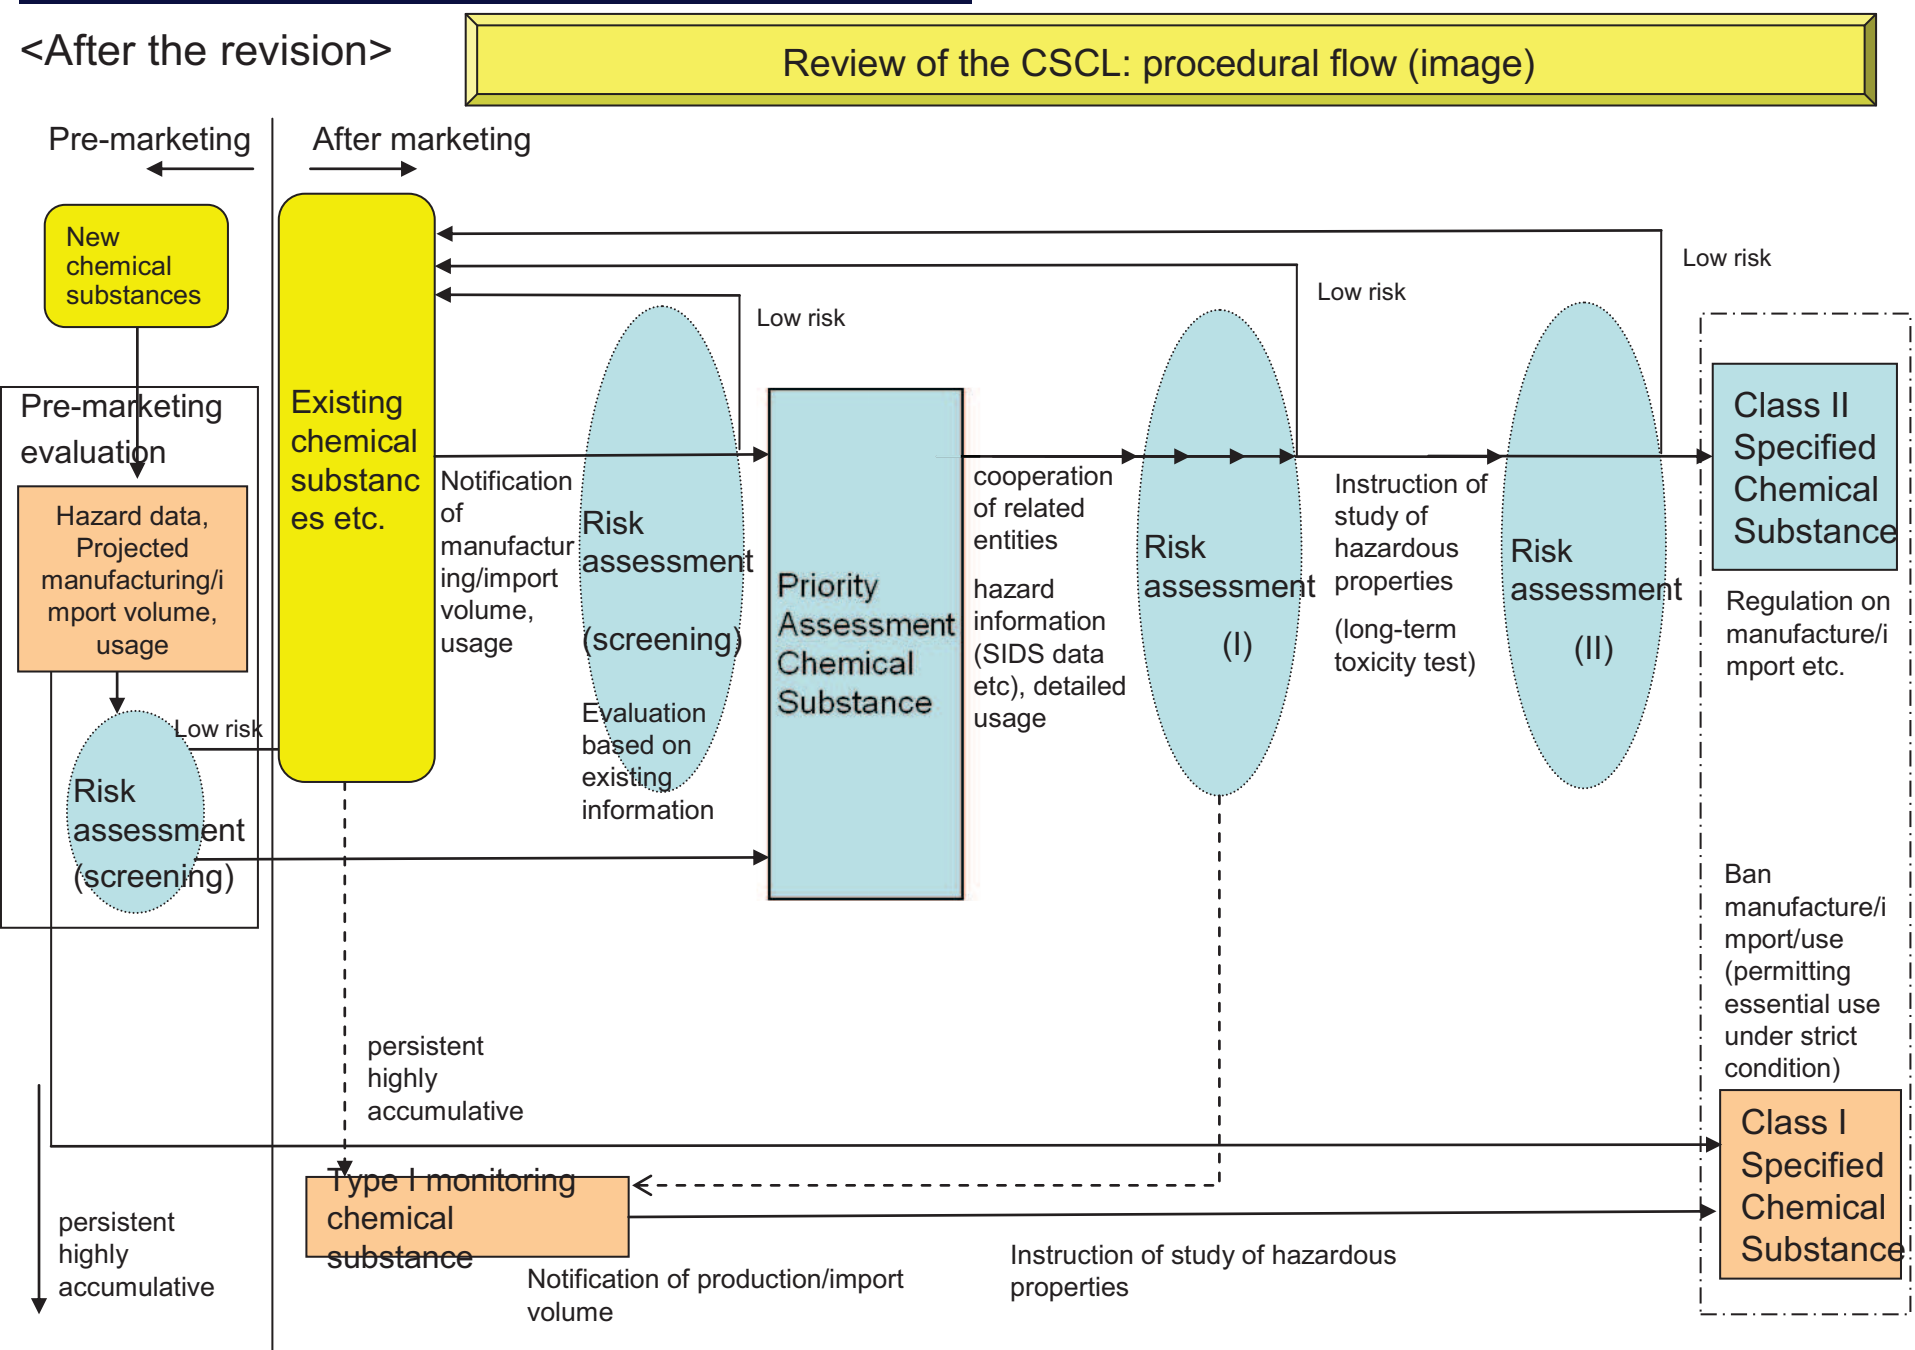 <After the revision>
Review of the CSCL: procedural flow (image)
Pre-marketing
After marketing
New
chemical
substances
Pre-marketing
evaluation
Hazard data,
Projected
manufacturing/i
mport volume,
usage
Low risk
Risk
assessment
(screening)
persistent
highly
accumulative
Existing
chemical
substanc
es etc.
Notification
of
manufactur
ing/import
volume,
usage
Risk
assessment
(screening)
Evaluation
based on
existing
information
Low risk
Priority
Assessment
Chemical
Substance
cooperation
of related
entities
hazard
information
(SIDS data
etc), detailed
usage
Risk
assessment
(I)
Low risk
Instruction of
study of
hazardous
properties
(long-term
toxicity test)
Risk
assessment
(II)
Low risk
Class II
Specified
Chemical
Substance
Regulation on
manufacture/i
mport etc.
Ban
manufacture/i
mport/use
(permitting
essential use
under strict
condition)
Class I
Specified
Chemical
Substance
persistent
highly
accumulative
Type I monitoring
chemical
substance
Notification of production/import
volume
Instruction of study of hazardous
properties